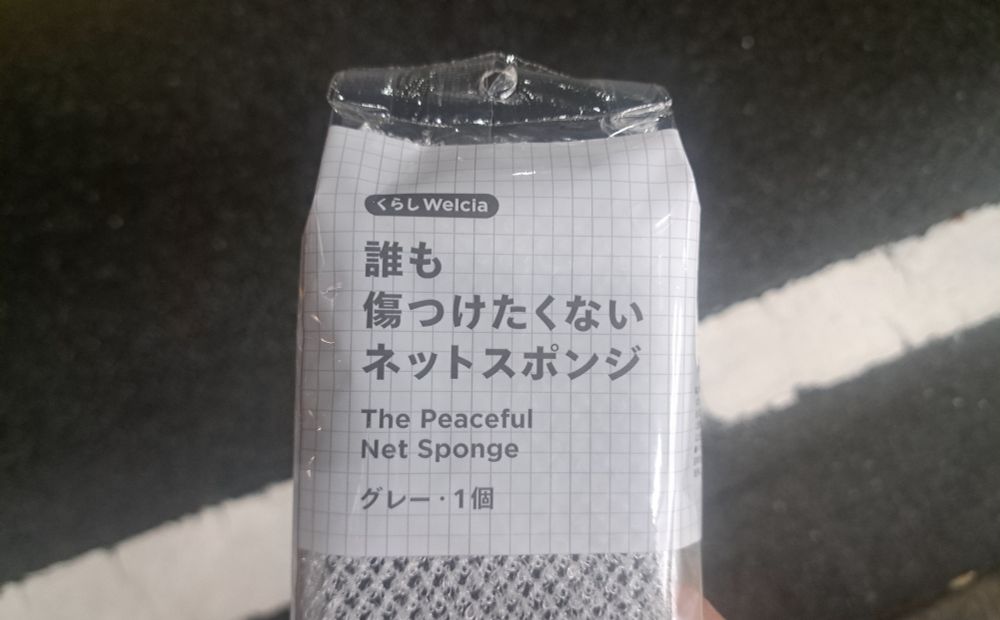 くらしWelcia
誰も
傷つけたくない
ネットスポンジ
The Peaceful
Net Sponge
グレー・1個